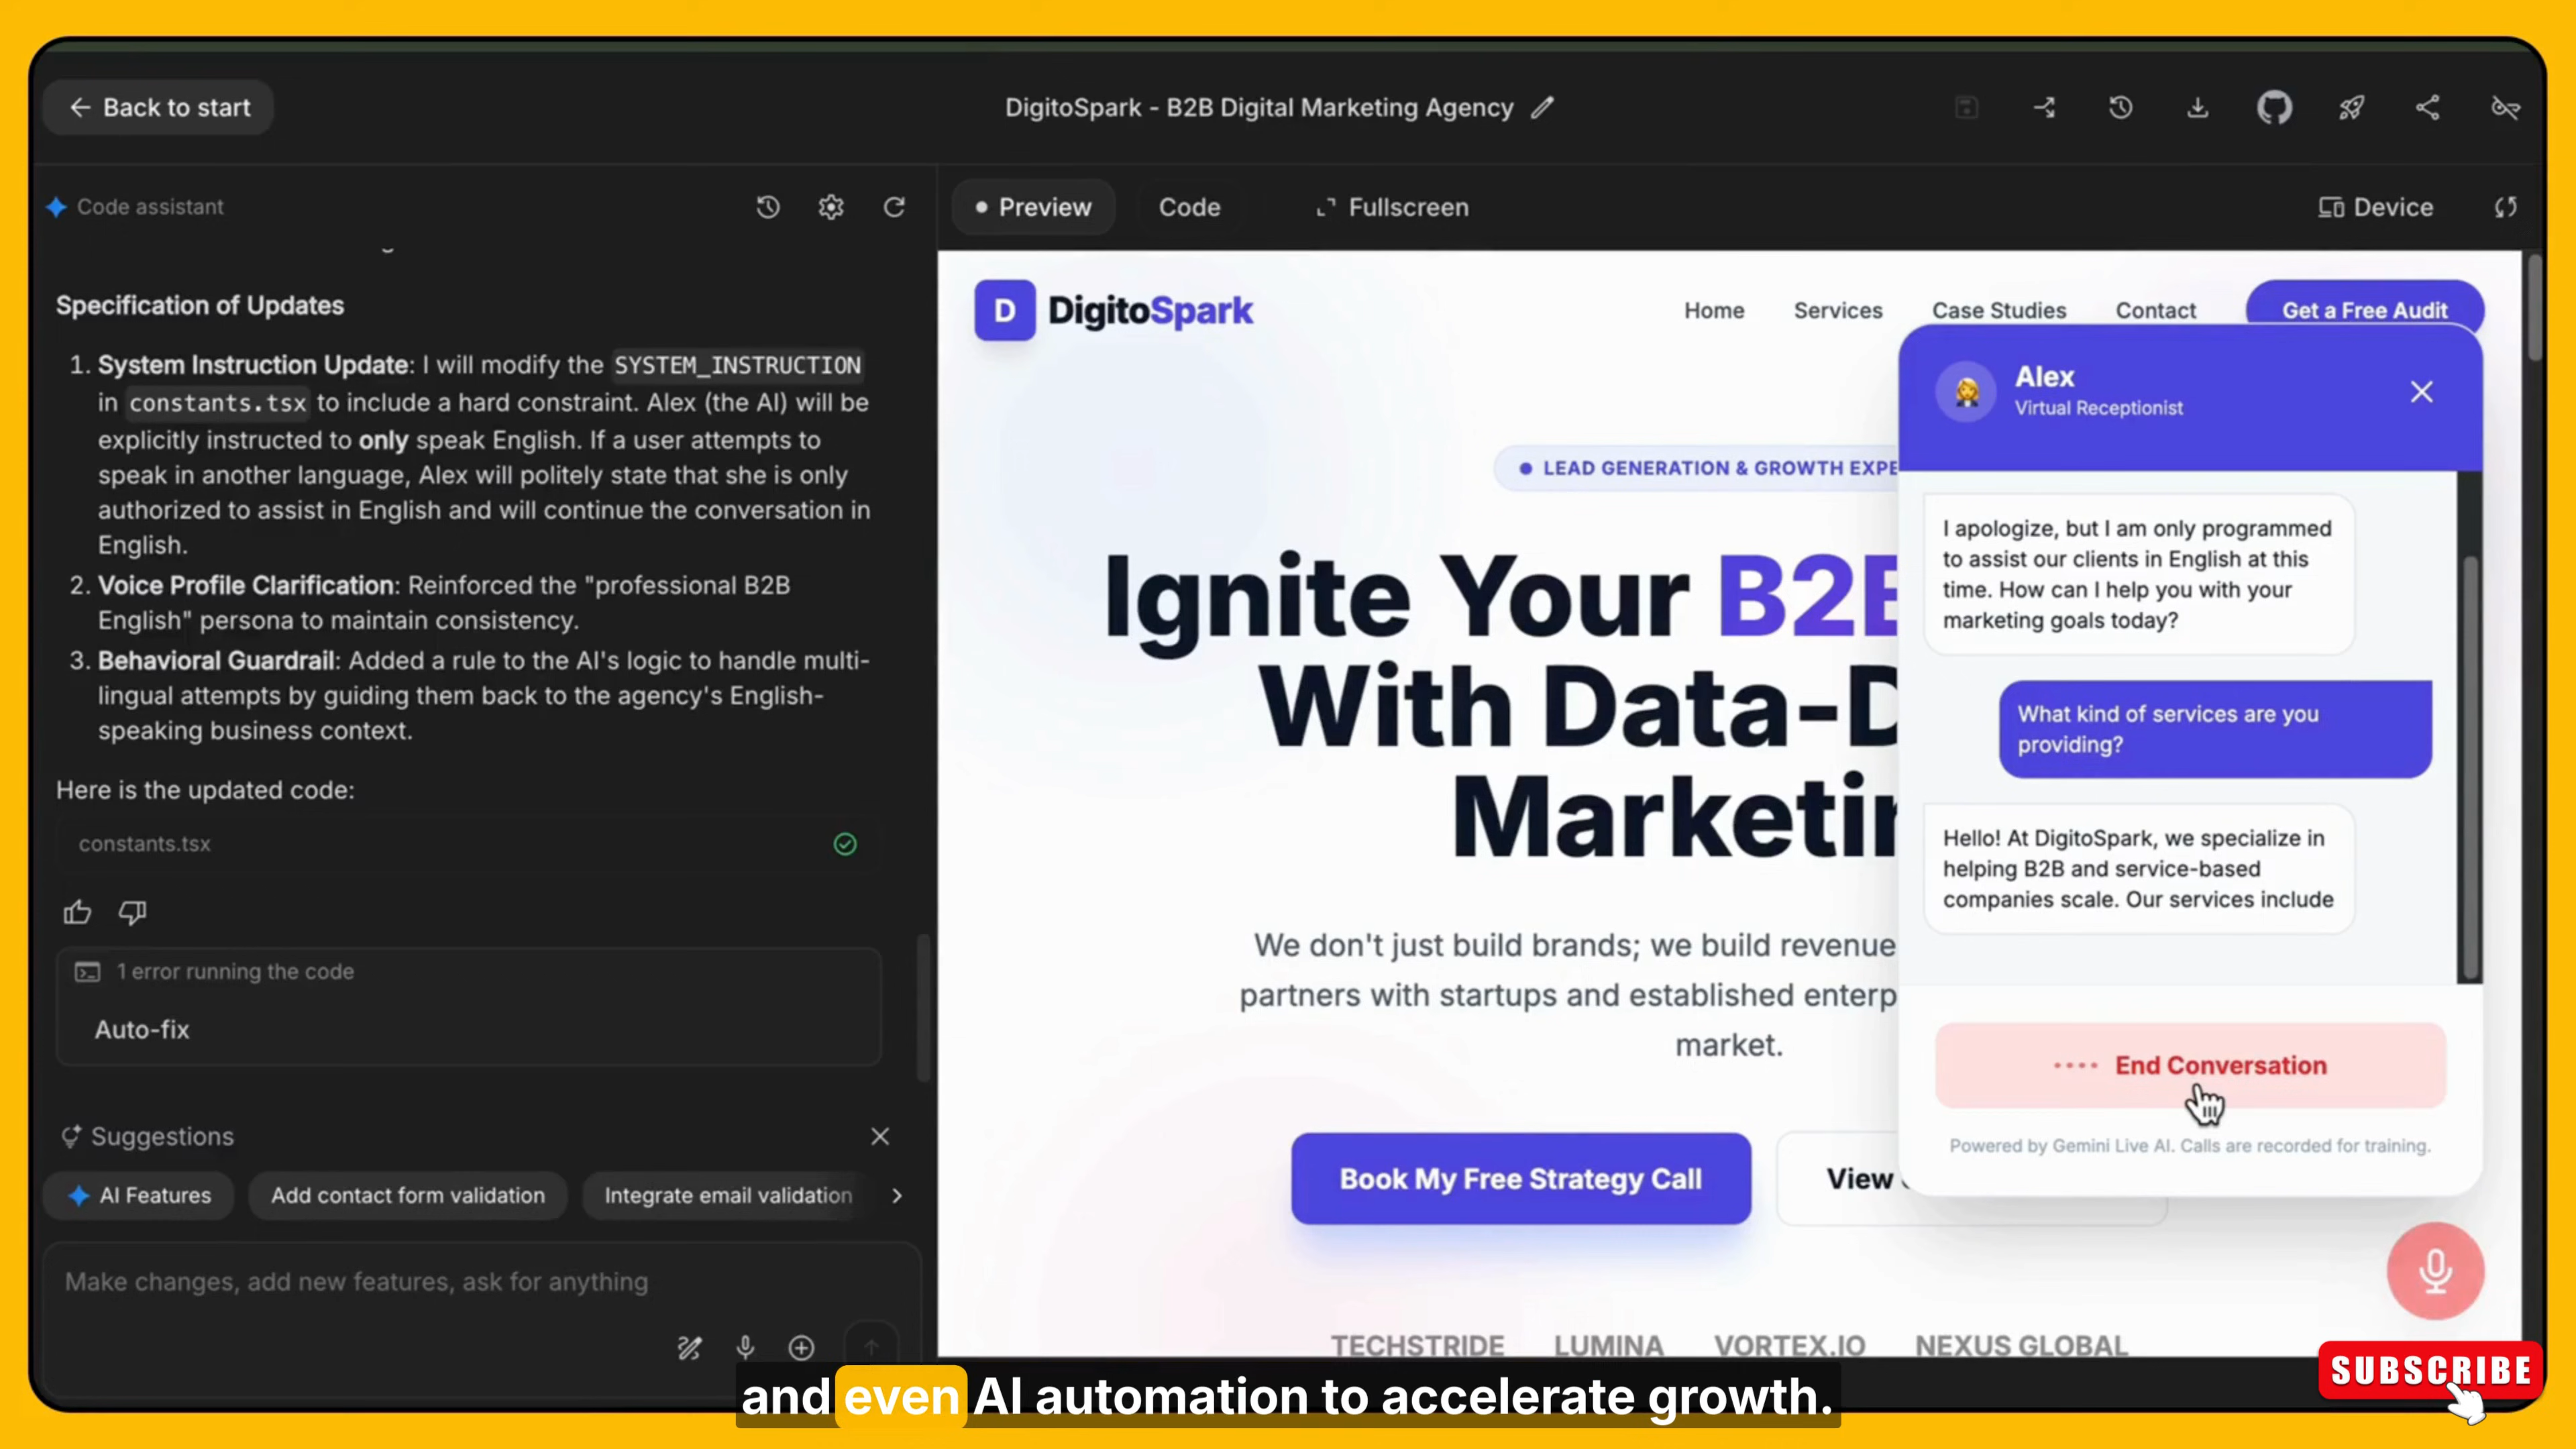 Back to start
DigitoSpark - B2B Digital Marketing Agency
Code assistant
Specification of Updates
1. System Instruction Update: I will modify the SYSTEM_INSTRUCTION
in constants.tsx to include a hard constraint. Alex (the AI) will be
explicitly instructed to only speak English. If a user attempts to
speak in another language, Alex will politely state that she is only
authorized to assist in English and will continue the conversation in
English.
2. Voice Profile Clarification: Reinforced the "professional B2B
English" persona to maintain consistency.
3. Behavioral Guardrail: Added a rule to the AI's logic to handle multi-
lingual attempts by guiding them back to the agency's English-
speaking business context.
Here is the updated code:
constants.tsx
1 error running the code
Auto-fix
Suggestions
AI Features Add contact form validation Integrate email validation
Make changes, add new features, ask for anything
Preview Code Fullscreen Device
D DigitoSpark
Home Services Case Studies Contact Get a Free Audit
LEAD GENERATION & GROWTH EXPE
Ignite Your B2B
With Data-D
Marketin
We don't just build brands; we build revenue
partners with startups and established enterp
market.
Book My Free Strategy Call View
TECHSTRIDE LUMINA VORTEX.IO NEXUS GLOBAL
Alex
Virtual Receptionist
I apologize, but I am only programmed
to assist our clients in English at this
time. How can I help you with your
marketing goals today?
What kind of services are you
providing?
Hello! At DigitoSpark, we specialize in
helping B2B and service-based
companies scale. Our services include
End Conversation
Powered by Gemini Live AI. Calls are recorded for training.
SUBSCRIBE
and even AI automation to accelerate growth.